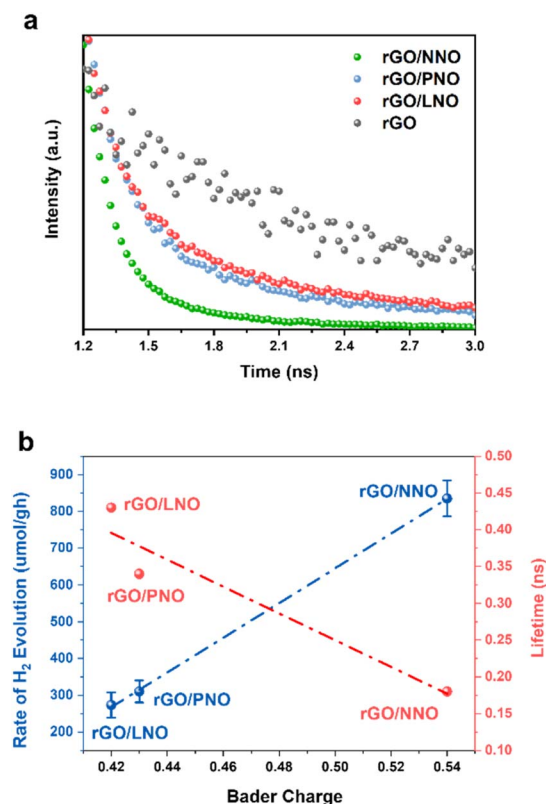 a
rGO/NNO
rGO/PNO
rGO/LNO
rGO
Intensity (a.u.)
1.2 1.5 1.8 2.1 2.4 2.7 3.0
Time (ns)
b
Rate of H₂ Evolution (umol/gh)
900
800
700
600
500
400
300
200
rGO/LNO
rGO/PNO
rGO/NNO
rGO/PNO
rGO/LNO
rGO/NNO
0.50
0.45
0.40
0.35
0.30
0.25
0.20
0.15
0.10
Lifetime (ns)
0.42 0.44 0.46 0.48 0.50 0.52 0.54
Bader Charge